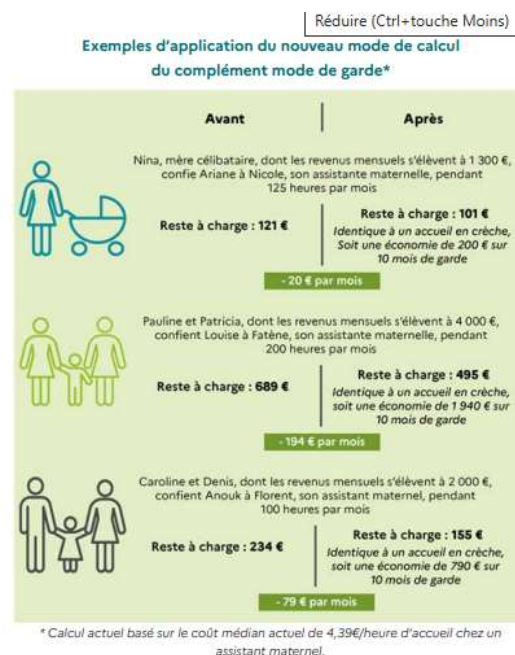 Réduire (Ctrl+touche Moins)
Exemples d'application du nouveau mode de calcul
du complément mode de garde*
Avant
Après
Nina, mère célibataire, dont les revenus mensuels s'élèvent à 1 300 €,
confie Ariane à Nicole, son assistante maternelle, pendant
125 heures par mois
Reste à charge : 121 €
Reste à charge : 101 €
Identique à un accueil en crèche,
Soit une économie de 200 € sur
10 mois de garde
- 20 € par mois
Pauline et Patricia, dont les revenus mensuels s'élèvent à 4 000 €,
confient Louise à Fatène, son assistante maternelle, pendant
200 heures par mois
Reste à charge : 689 €
Reste à charge : 495 €
Identique à un accueil en crèche,
soit une économie de 1 940 € sur
10 mois de garde
- 194 € par mois
Caroline et Denis, dont les revenus mensuels s'élèvent à 2 000 €,
confient Anouk à Florent, son assistant maternel, pendant
100 heures par mois
Reste à charge : 234 €
Reste à charge : 155 €
Identique à un accueil en crèche,
soit une économie de 790 € sur
10 mois de garde
- 79 € par mois
* Calcul actuel basé sur le coût médian actuel de 4,39€/heure d'accueil chez un
assistant maternel.